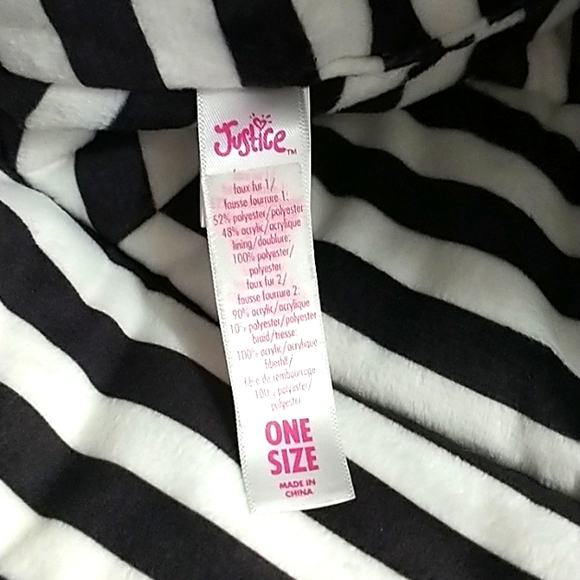 Justice™
faux fur 1/
fausse fourrure 1:
52% polyester/polyester
48% acrylic/acrylique
lining/doublure:
100% polyester/
polyester
faux fur 2/
fausse fourrure 2:
90% acrylic/acrylique
10% polyester/polyester
braid/tresse:
100% acrylic/acrylique
fiberfill/
fibre de rembourrage
100% polyester/
polyester
ONE
SIZE
MADE IN
CHINA